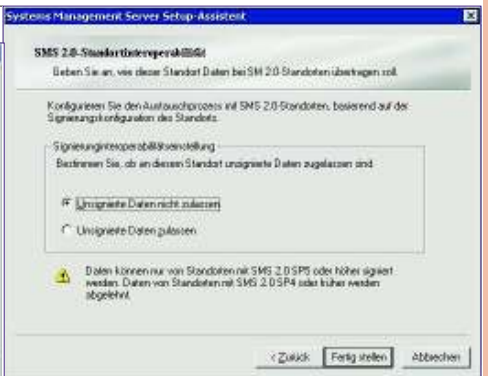 Systems Management Server Setup-Assistent
SMS 2.0-Standortinteroperabilität
Geben Sie an, wie dieser Standort Daten bei SM 2.0-Standorten übertragen soll.
Konfigurieren Sie den Austauschprozess mit SMS 2.0-Standorten, basierend auf der
Signierungskonfiguration des Standorts.
Signierinteroperabilitätseinstellung
Bestimmen Sie, ob an diesem Standort unsignierte Daten zugelassen sind.
Unsignierte Daten nicht zulassen
Unsignierte Daten zulassen
Daten können nur von Standorten mit SMS 2.0 SP5 oder höher signiert
werden. Daten von Standorten mit SMS 2.0 SP4 oder früher werden
abgelehnt.
< Zurück
Fertig stellen
Abbrechen